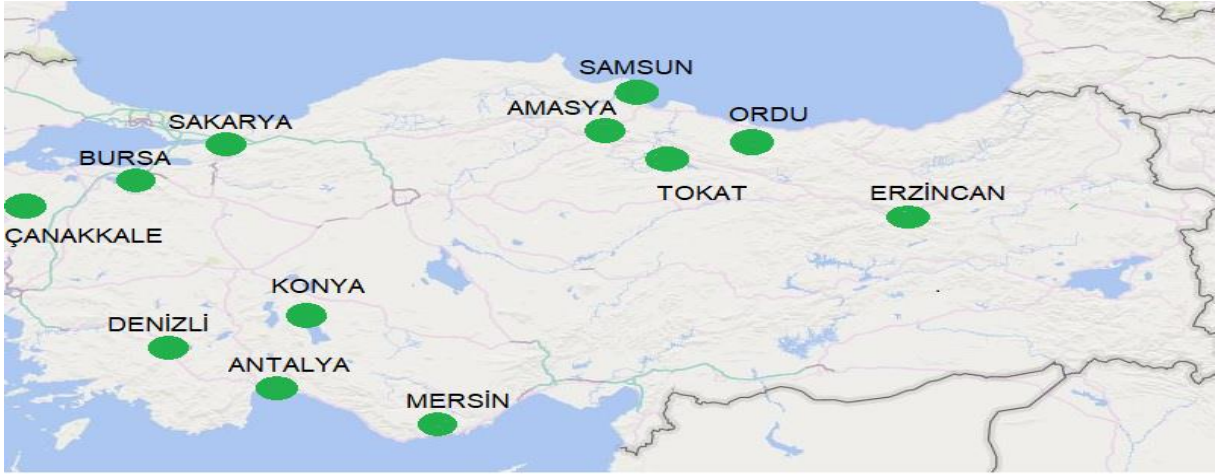 SAMSUN
AMASYA
ORDU
SAKARYA
BURSA
TOKAT
ERZİNCAN
ÇANAKKALE
KONYA
DENİZLİ
ANTALYA
MERSİN